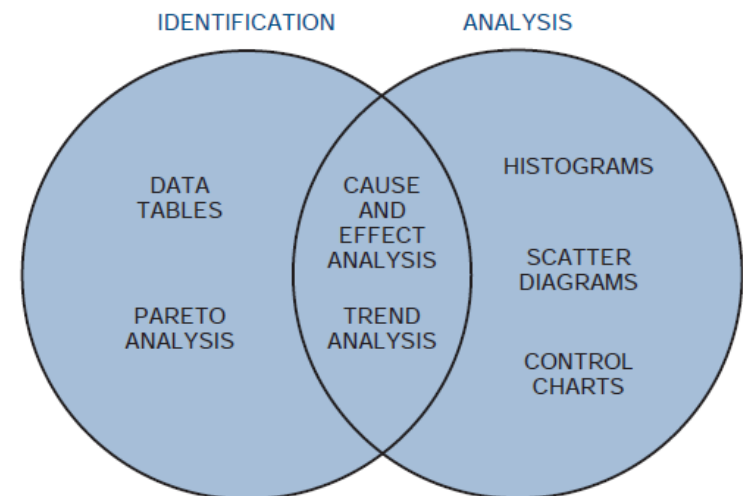 IDENTIFICATION
ANALYSIS
DATA
TABLES
PARETO
ANALYSIS
CAUSE
AND
EFFECT
ANALYSIS
TREND
ANALYSIS
HISTOGRAMS
SCATTER
DIAGRAMS
CONTROL
CHARTS